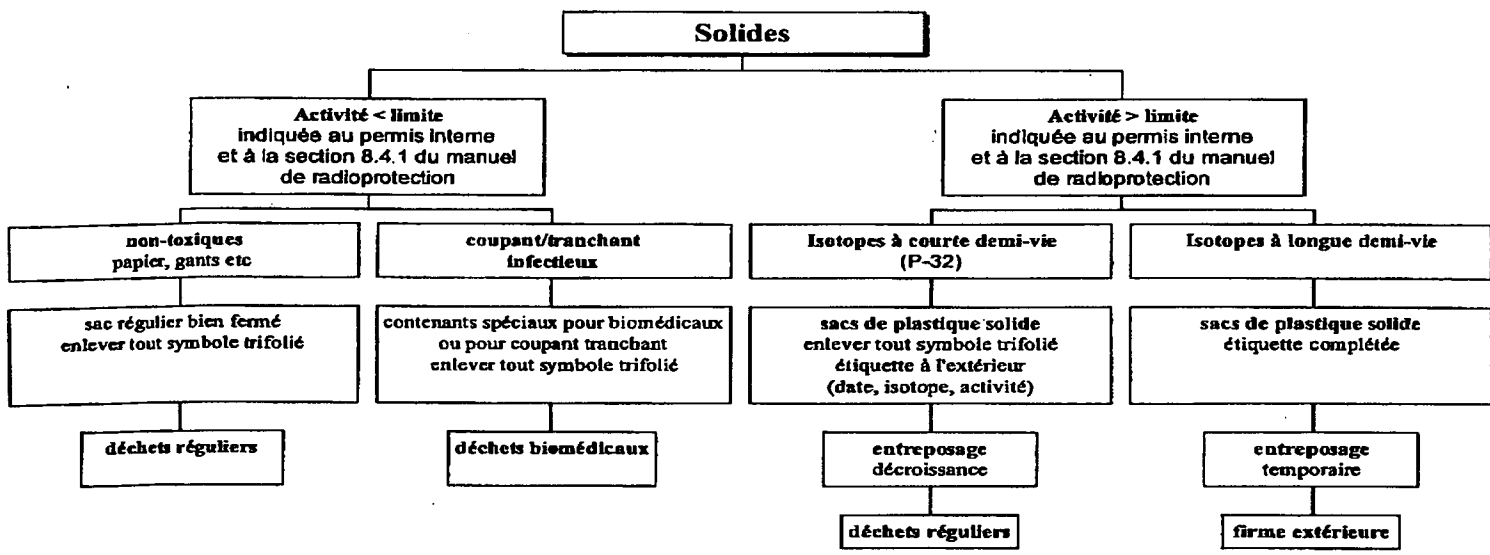 Solides
Activité < limite
indiquée au permis interne
et à la section 8.4.1 du manuel
de radioprotection
Activité > limite
indiquée au permis interne
et à la section 8.4.1 du manuel
de radioprotection
non-toxiques
papier, gants etc
coupant/tranchant
infectieux
Isotopes à courte demi-vie
(P-32)
Isotopes à longue demi-vie
sac régulier bien fermé
enlever tout symbole trifolié
contenants spéciaux pour biomédicaux
ou pour coupant tranchant
enlever tout symbole trifolié
sacs de plastique solide
enlever tout symbole trifolié
étiquette à l'extérieur
(date, isotope, activité)
sacs de plastique solide
étiquette complétée
déchets réguliers
déchets biomédicaux
entreposage
décroissance
entreposage
temporaire
déchets réguliers
firme extérieure